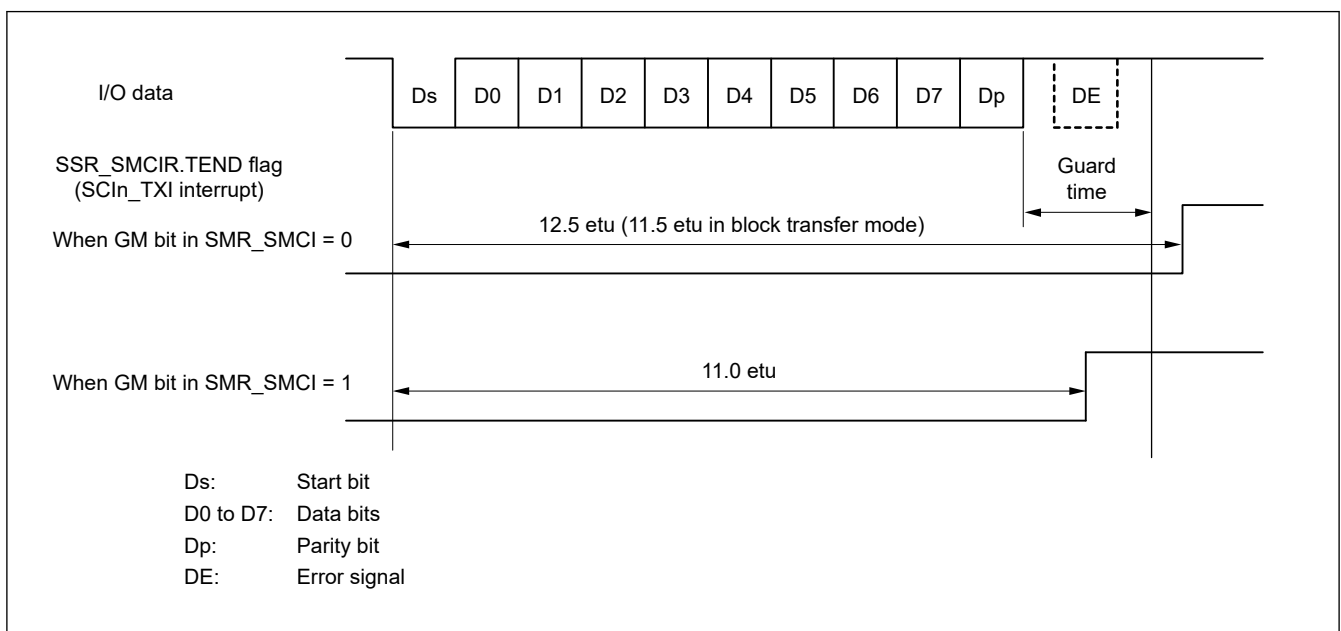 I/O data
Ds D0 D1 D2 D3 D4 D5 D6 D7 Dp DE
SSR_SMCIR.TEND flag
(SCIn_TXI interrupt)
Guard
time
When GM bit in SMR_SMCI = 0
12.5 etu (11.5 etu in block transfer mode)
When GM bit in SMR_SMCI = 1
11.0 etu
Ds: Start bit
D0 to D7: Data bits
Dp: Parity bit
DE: Error signal